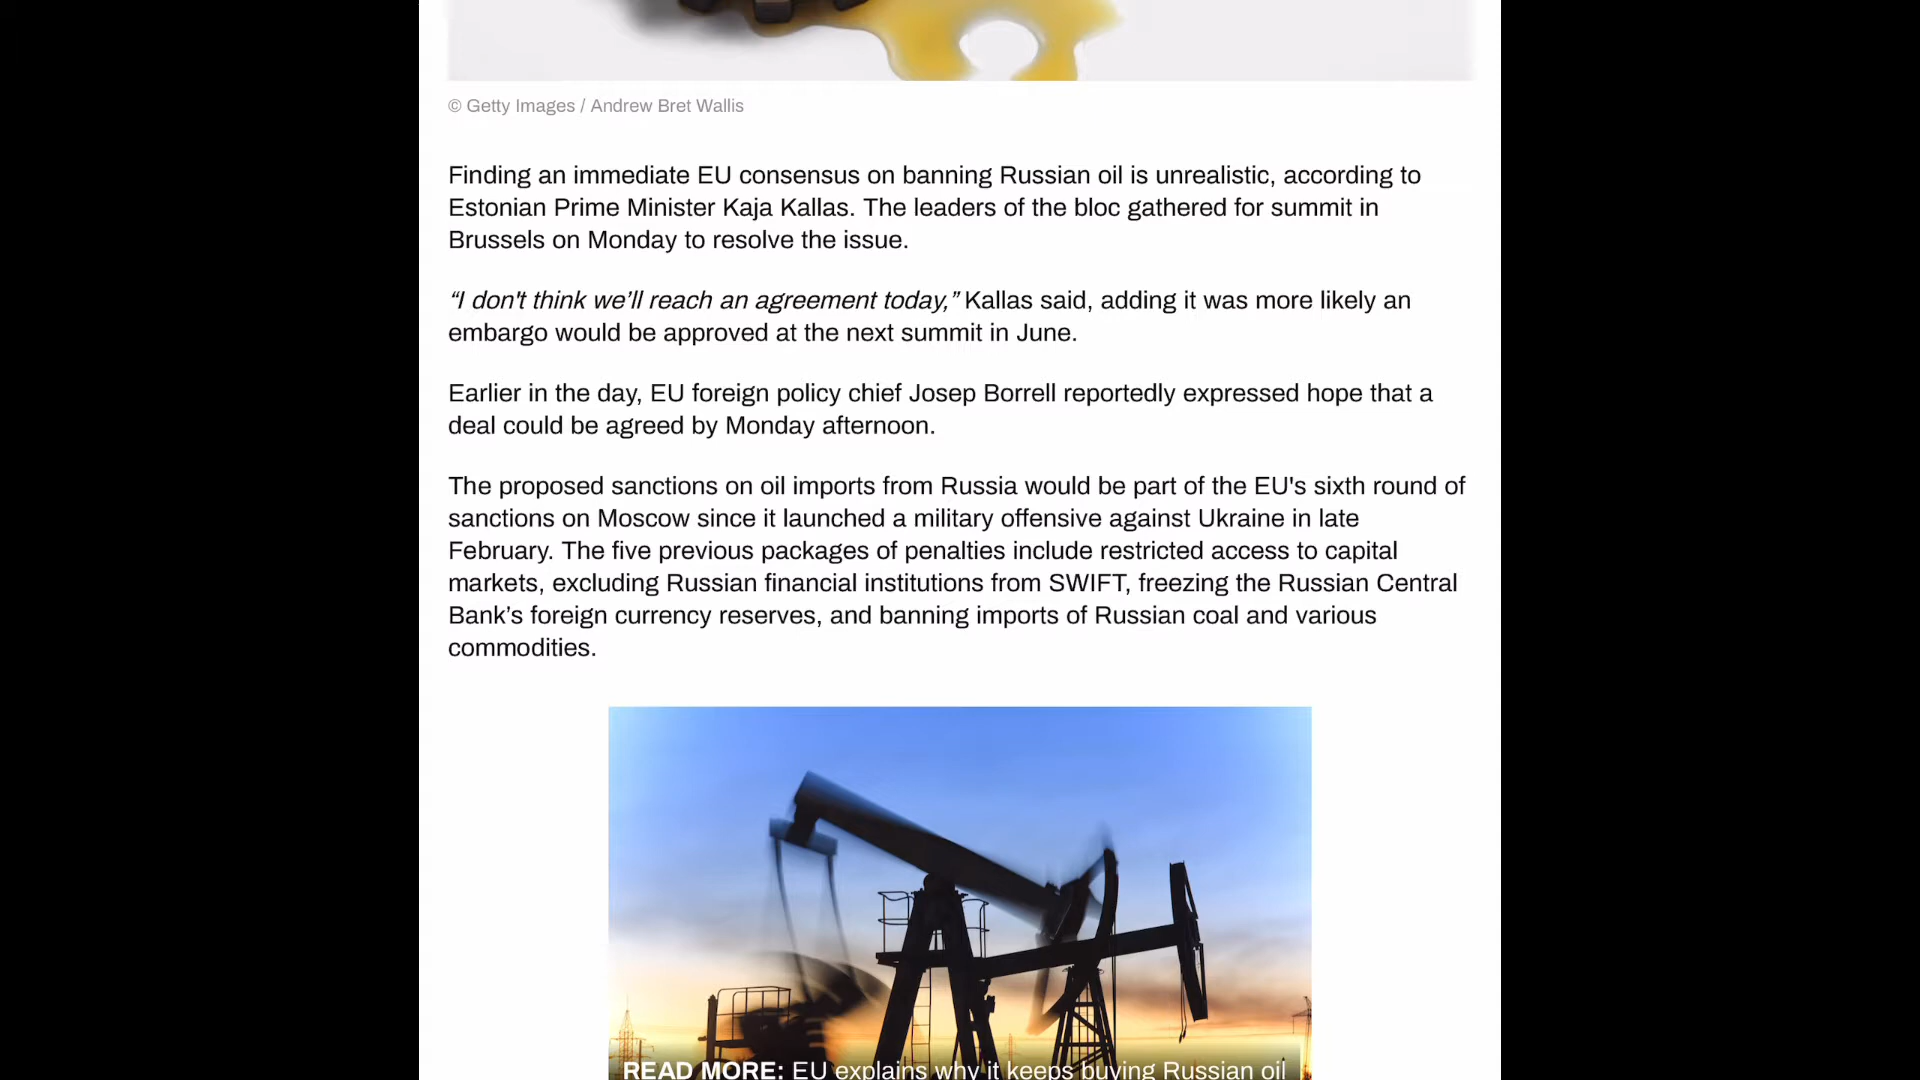 © Getty Images / Andrew Bret Wallis
Finding an immediate EU consensus on banning Russian oil is unrealistic, according to
Estonian Prime Minister Kaja Kallas. The leaders of the bloc gathered for summit in
Brussels on Monday to resolve the issue.
“I don't think we’ll reach an agreement today,” Kallas said, adding it was more likely an
embargo would be approved at the next summit in June.
Earlier in the day, EU foreign policy chief Josep Borrell reportedly expressed hope that a
deal could be agreed by Monday afternoon.
The proposed sanctions on oil imports from Russia would be part of the EU's sixth round of
sanctions on Moscow since it launched a military offensive against Ukraine in late
February. The five previous packages of penalties include restricted access to capital
markets, excluding Russian financial institutions from SWIFT, freezing the Russian Central
Bank’s foreign currency reserves, and banning imports of Russian coal and various
commodities.
READ MORE: EU explains why it keeps buying Russian oil